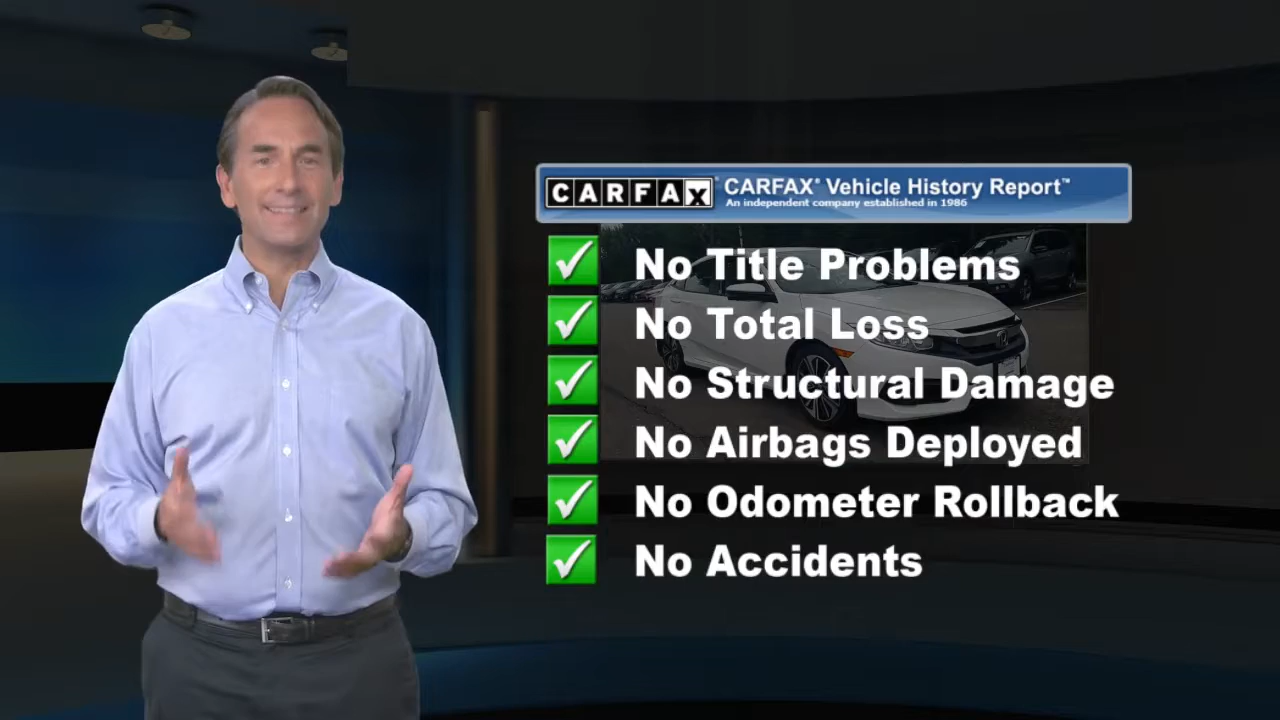 CARFAX® CARFAX® Vehicle History Report™
An independent company established in 1986
No Title Problems
No Total Loss
No Structural Damage
No Airbags Deployed
No Odometer Rollback
No Accidents